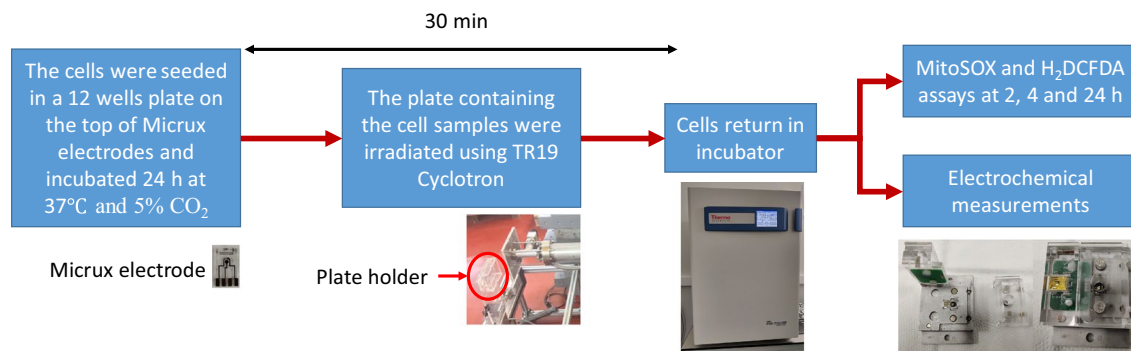 30 min
The cells were seeded
in a 12 wells plate on
the top of Micrux
electrodes and
incubated 24 h at
37℃ and 5% CO₂
The plate containing
the cell samples were
irradiated using TR19
Cyclotron
Cells return in
incubator
MitoSOX and H₂DCFDA
assays at 2, 4 and 24 h
Electrochemical
measurements
Micrux electrode
Plate holder
Thermo